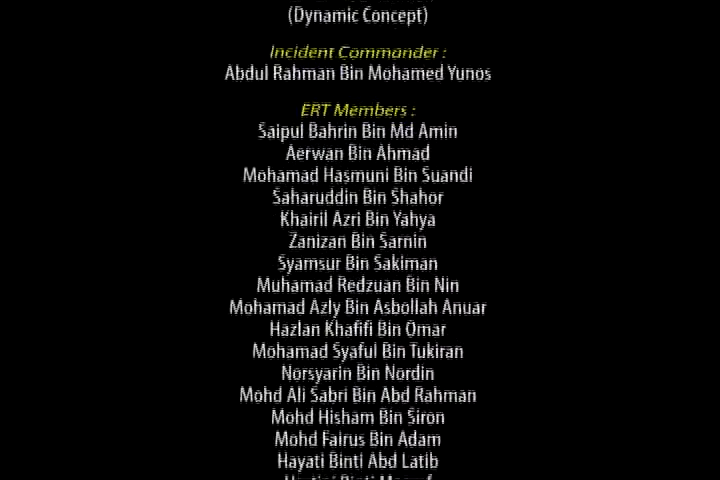 (Dynamic Concept)
Incident Commander :
Abdul Rahman Bin Mohamed Yunos
ERT Members :
Saipul Bahrin Bin Md Amin
Aerwan Bin Ahmad
Mohamad Hasmuni Bin Suandi
Saharuddin Bin Shahor
Khairil Azri Bin Yahya
Zanizan Bin Sarnin
Syamsur Bin Sakiman
Muhamad Redzuan Bin Nin
Mohamad Azly Bin Asbollah Anuar
Hazlan Khafifi Bin Omar
Mohamad Syaful Bin Tukiran
Norsyarin Bin Nordin
Mohd Ali Sabri Bin Abd Rahman
Mohd Hisham Bin Siron
Mohd Fairus Bin Adam
Hayati Binti Abd Latib
Binti